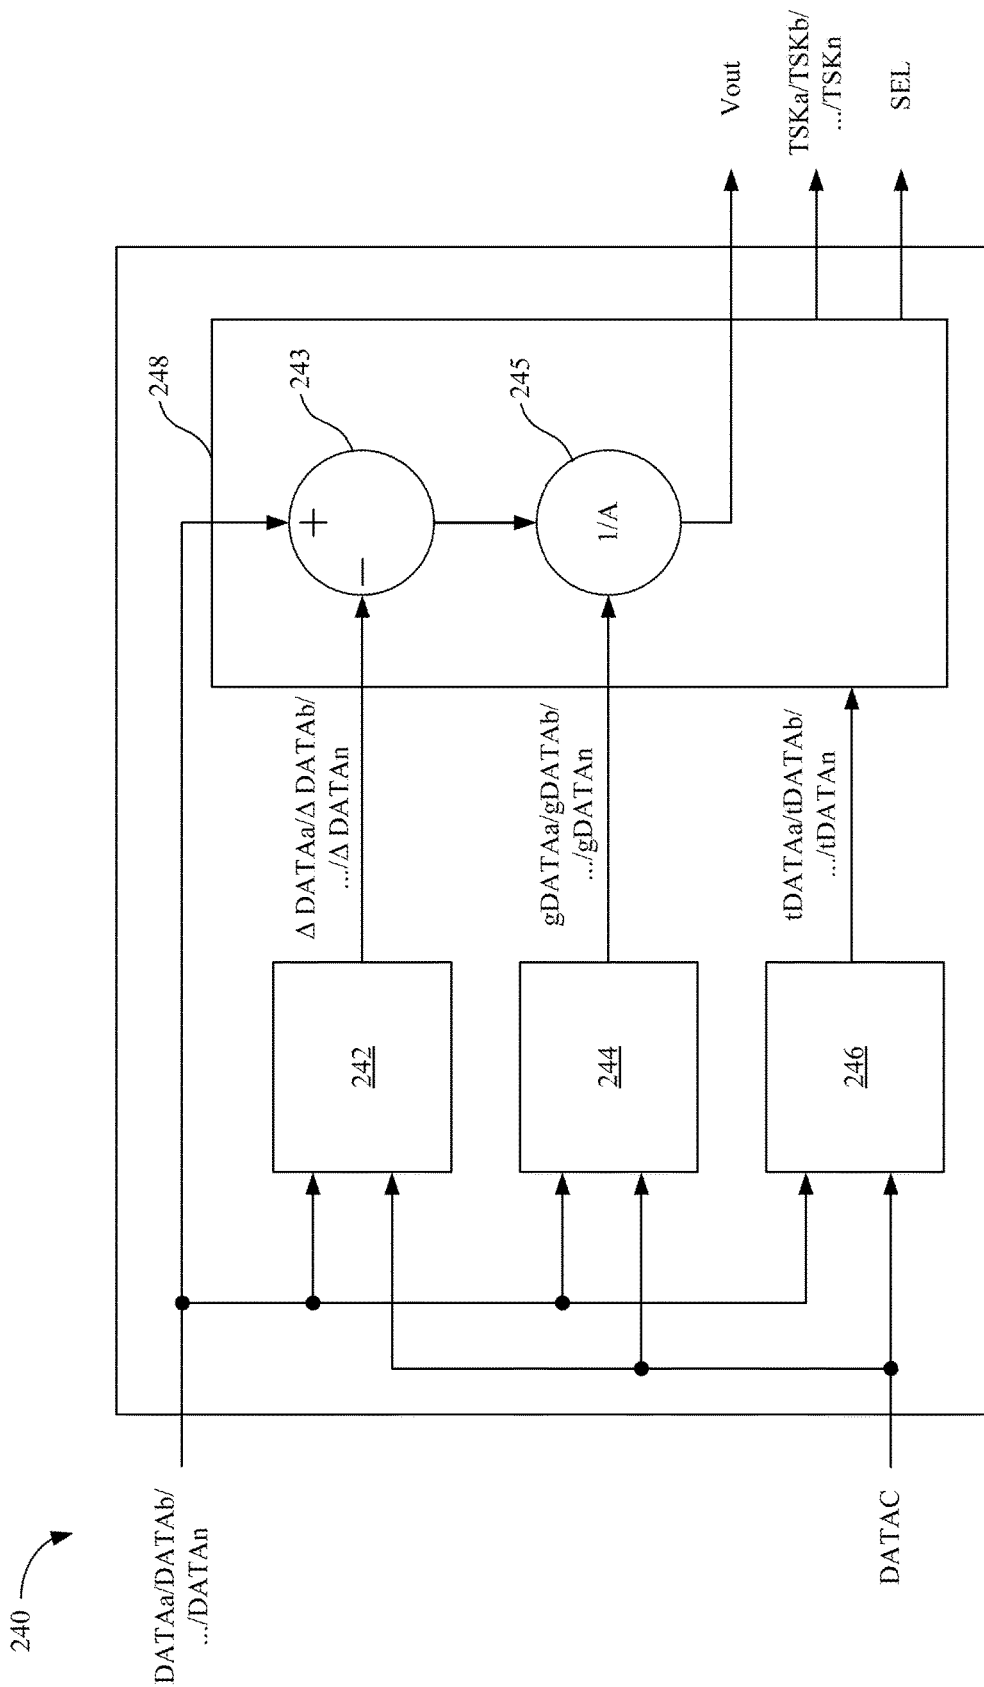 240
DATAa/DATAb/
.../DATAn
DATAC
242
244
246
Δ DATAa/Δ DATAb/
.../Δ DATAn
gDATAa/gDATAb/
.../gDATAn
tDATAa/tDATAb/
.../tDATAn
248
243
+
−
245
1/A
Vout
TSKa/TSKb/
.../TSKn
SEL